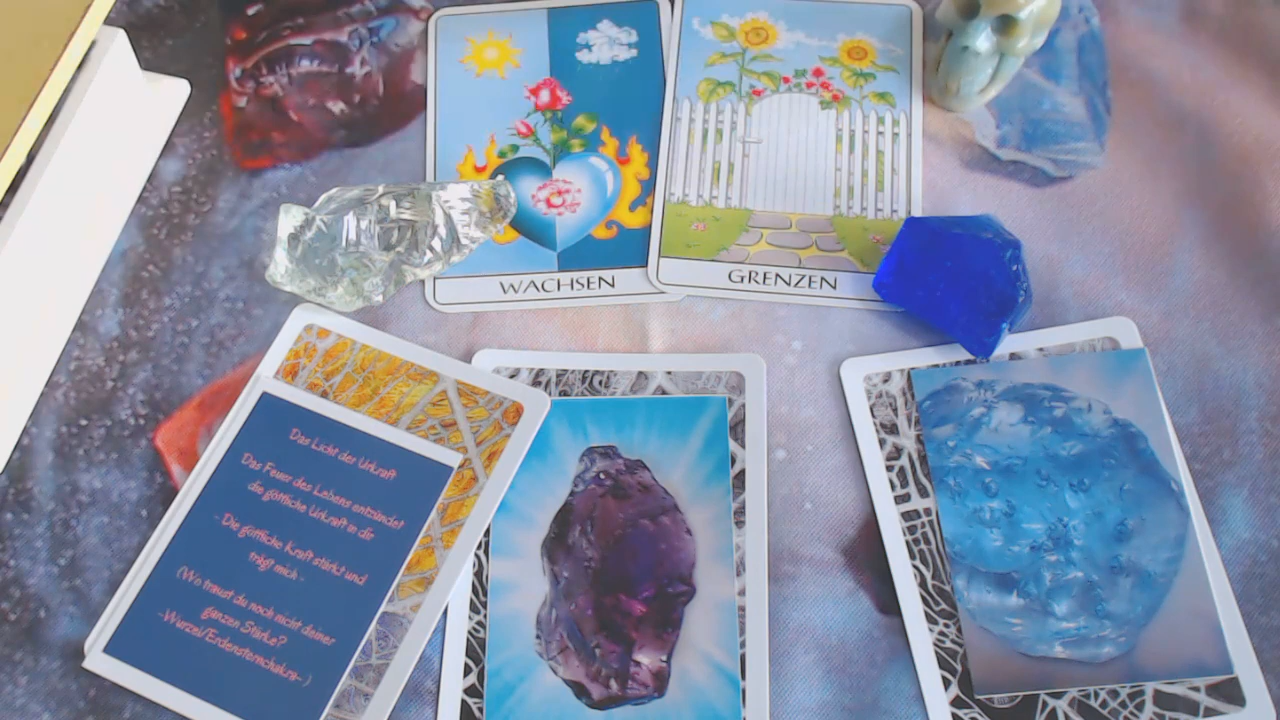 WACHSEN
GRENZEN
Das Licht der Urkraft
Das Feuer des Lebens entzündet
die göttliche Urkraft in dir
- Die göttliche Kraft stärkt und
trägt mich -
(Wo traust du noch nicht deiner
ganzen Stärke?
-Wurzel/Erdensternchakra- )